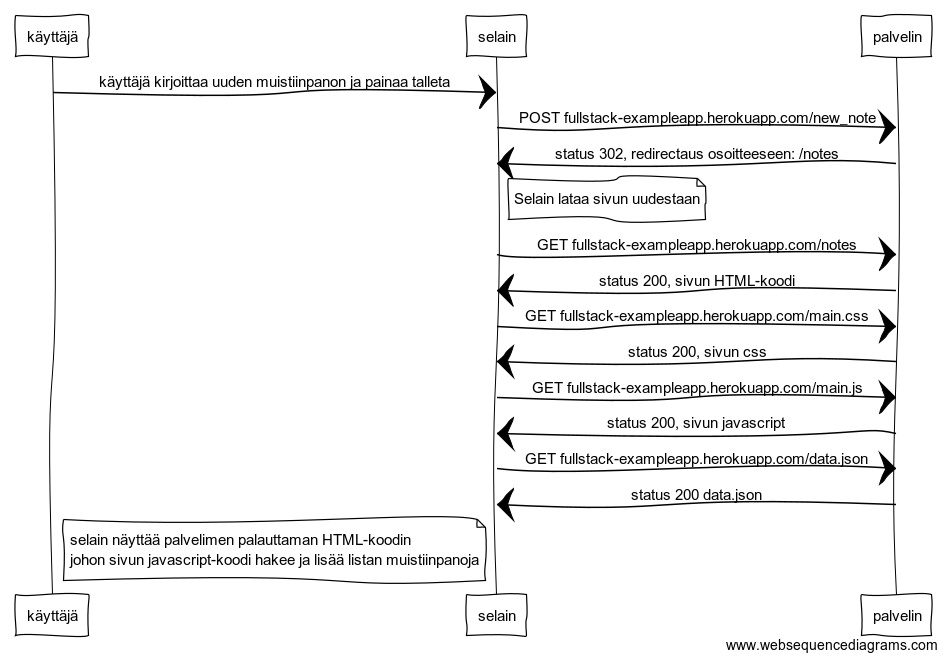 käyttäjä
selain
palvelin
käyttäjä kirjoittaa uuden muistiinpanon ja painaa talleta
POST fullstack-exampleapp.herokuapp.com/new_note
status 302, redirectaus osoitteeseen: /notes
Selain lataa sivun uudestaan
GET fullstack-exampleapp.herokuapp.com/notes
status 200, sivun HTML-koodi
GET fullstack-exampleapp.herokuapp.com/main.css
status 200, sivun css
GET fullstack-exampleapp.herokuapp.com/main.js
status 200, sivun javascript
GET fullstack-exampleapp.herokuapp.com/data.json
status 200 data.json
selain näyttää palvelimen palauttaman HTML-koodin
johon sivun javascript-koodi hakee ja lisää listan muistiinpanoja
käyttäjä
selain
palvelin
www.websequencediagrams.com